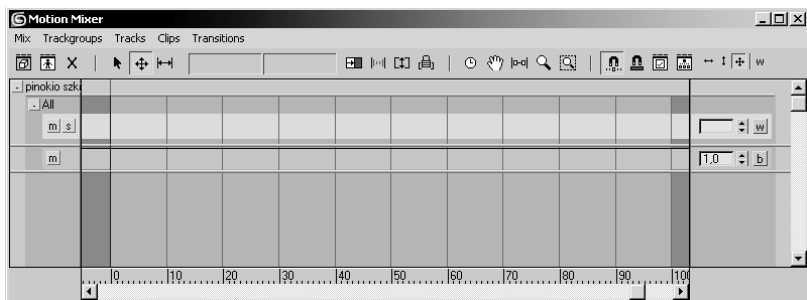 Motion Mixer
Mix Trackgroups Tracks Clips Transitions
w
pinokio szki
All
m s w
m 1,0 b
0 10 20 30 40 50 60 70 80 90 100